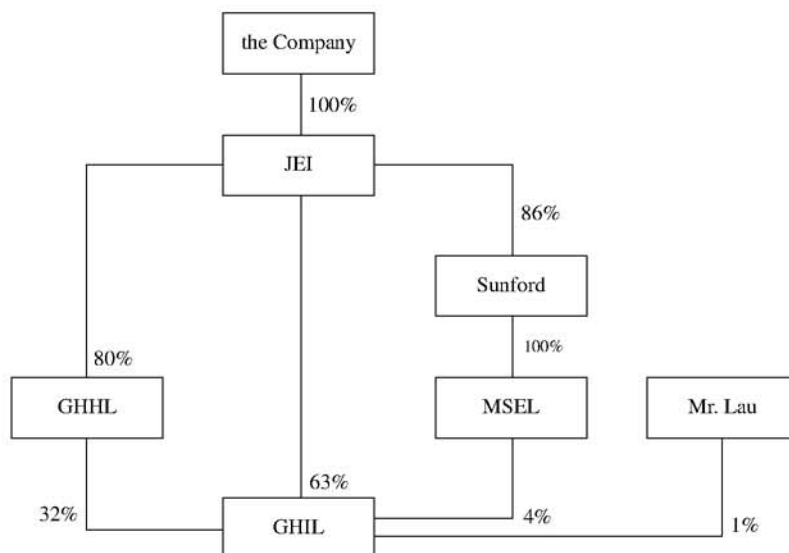 the Company
100%
JEI
86%
Sunford
100%
80%
GHHL
MSEL
Mr. Lau
63%
32%
GHIL
4%
1%